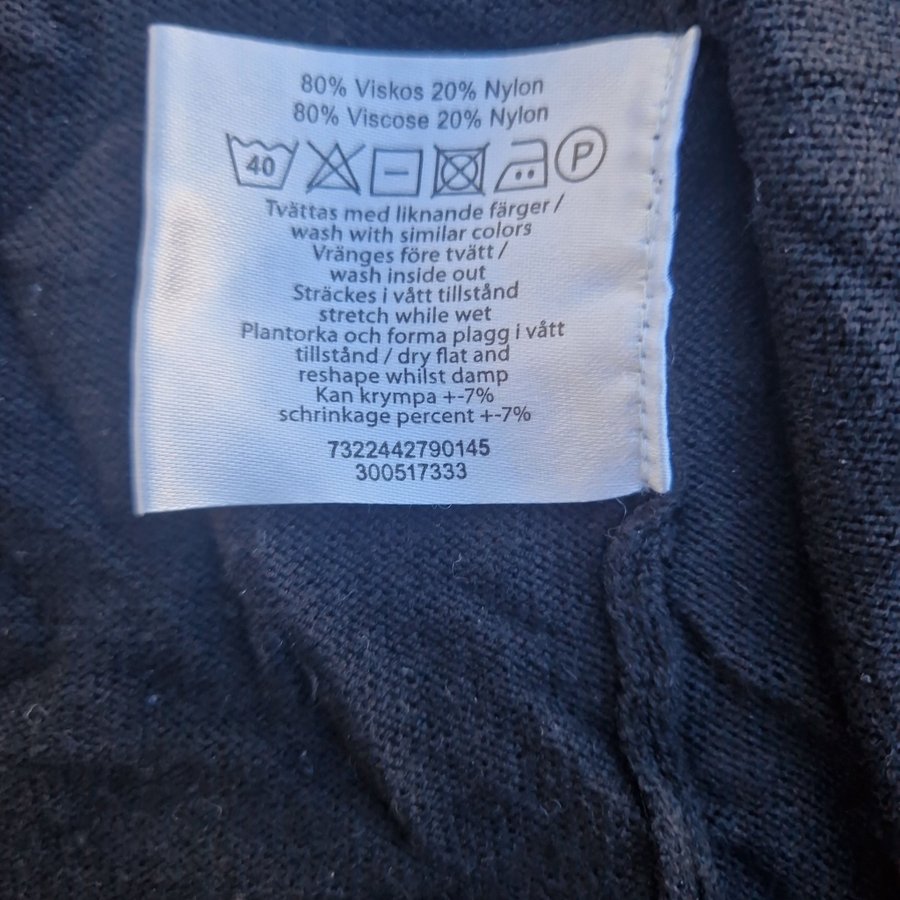 80% Viskos 20% Nylon
80% Viscose 20% Nylon
40 P
Tvättas med liknande färger /
wash with similar colors
Vränges före tvätt /
wash inside out
Sträckes i vått tillstånd
stretch while wet
Plantorka och forma plagg i vått
tillstånd / dry flat and
reshape whilst damp
Kan krympa +-7%
schrinkage percent +-7%
7322442790145
300517333